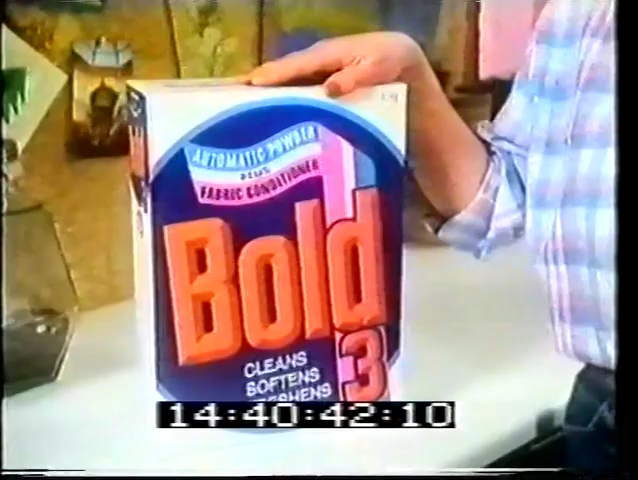 AUTOMATIC POWDER
PLUS
FABRIC CONDITIONER
Bold
3
CLEANS
SOFTENS
14:40:42:10